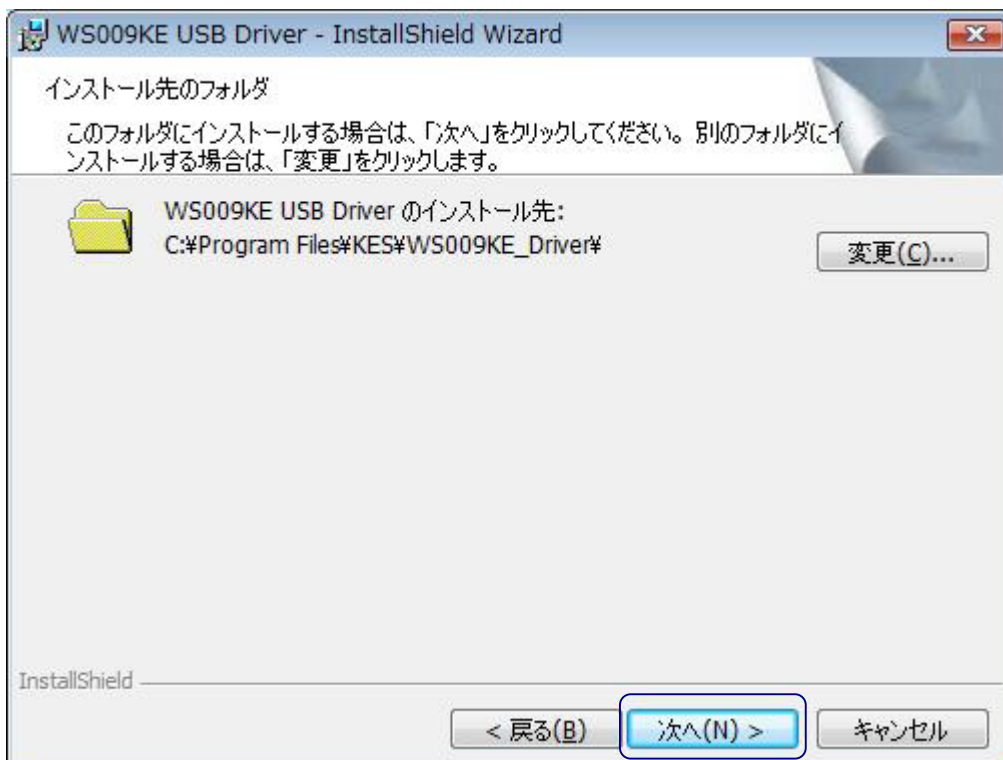 WS009KE USB Driver - InstallShield Wizard
インストール先のフォルダ
このフォルダにインストールする場合は、「次へ」をクリックしてください。別のフォルダにイ
ンストールする場合は、「変更」をクリックします。
WS009KE USB Driver のインストール先:
C:¥Program Files¥KES¥WS009KE_Driver¥
変更(C)...
InstallShield
< 戻る(B)
次へ(N) >
キャンセル